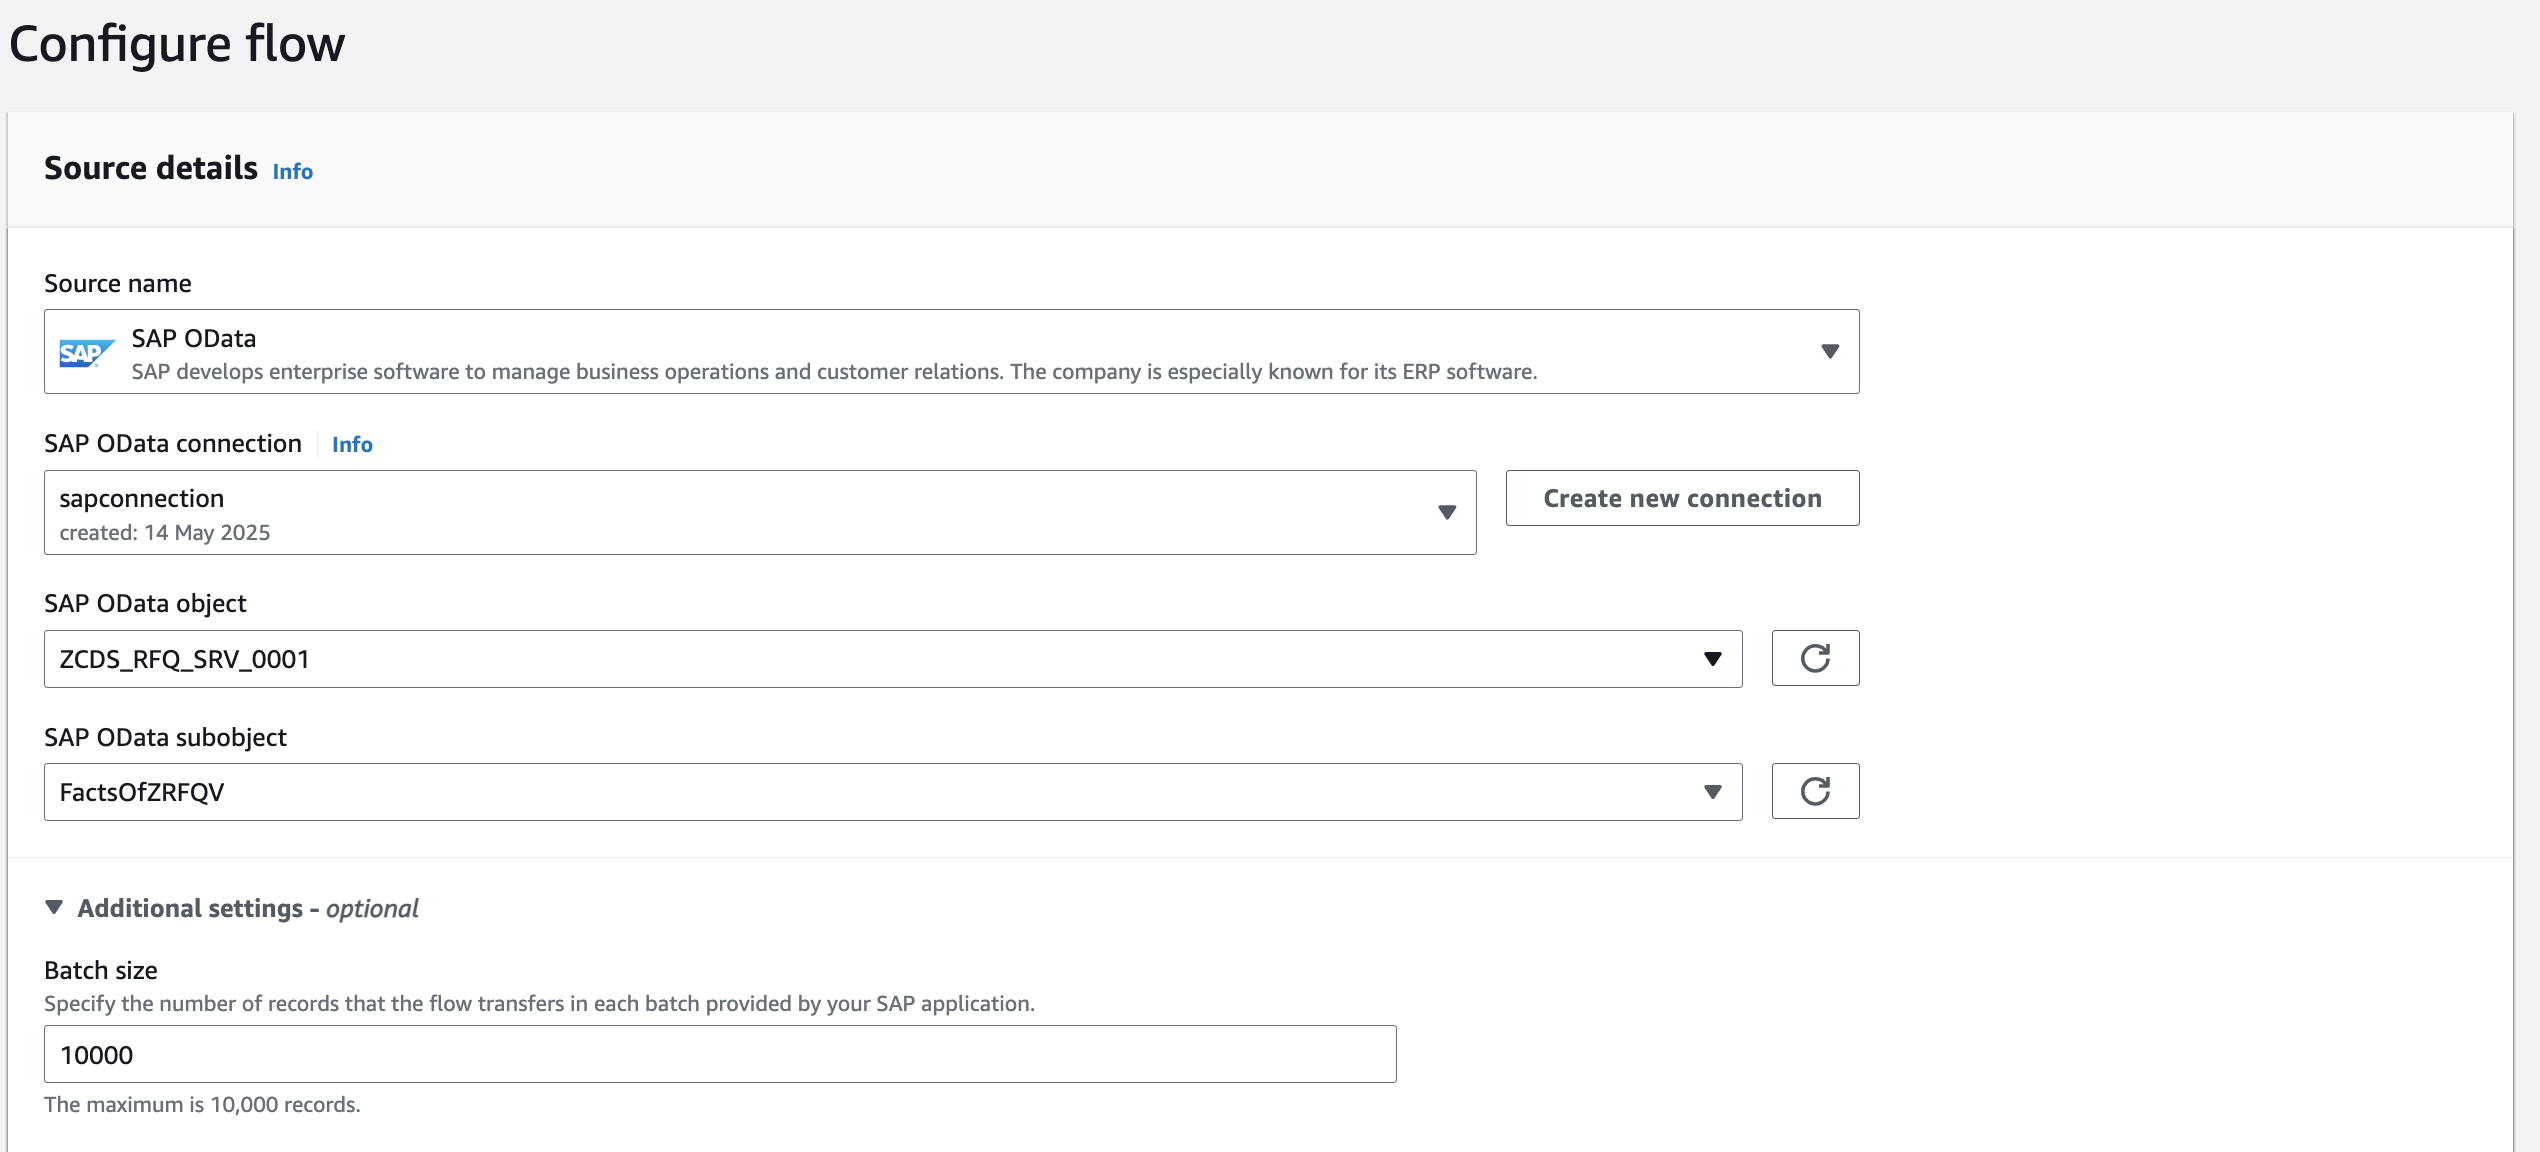 Configure flow
Source details Info
Source name
SAP
SAP OData
SAP develops enterprise software to manage business operations and customer relations. The company is especially known for its ERP software.
SAP OData connection Info
sapconnection
created: 14 May 2025
Create new connection
SAP OData object
ZCDS_RFQ_SRV_0001
SAP OData subobject
FactsOfZRFQV
Additional settings - optional
Batch size
Specify the number of records that the flow transfers in each batch provided by your SAP application.
10000
The maximum is 10,000 records.